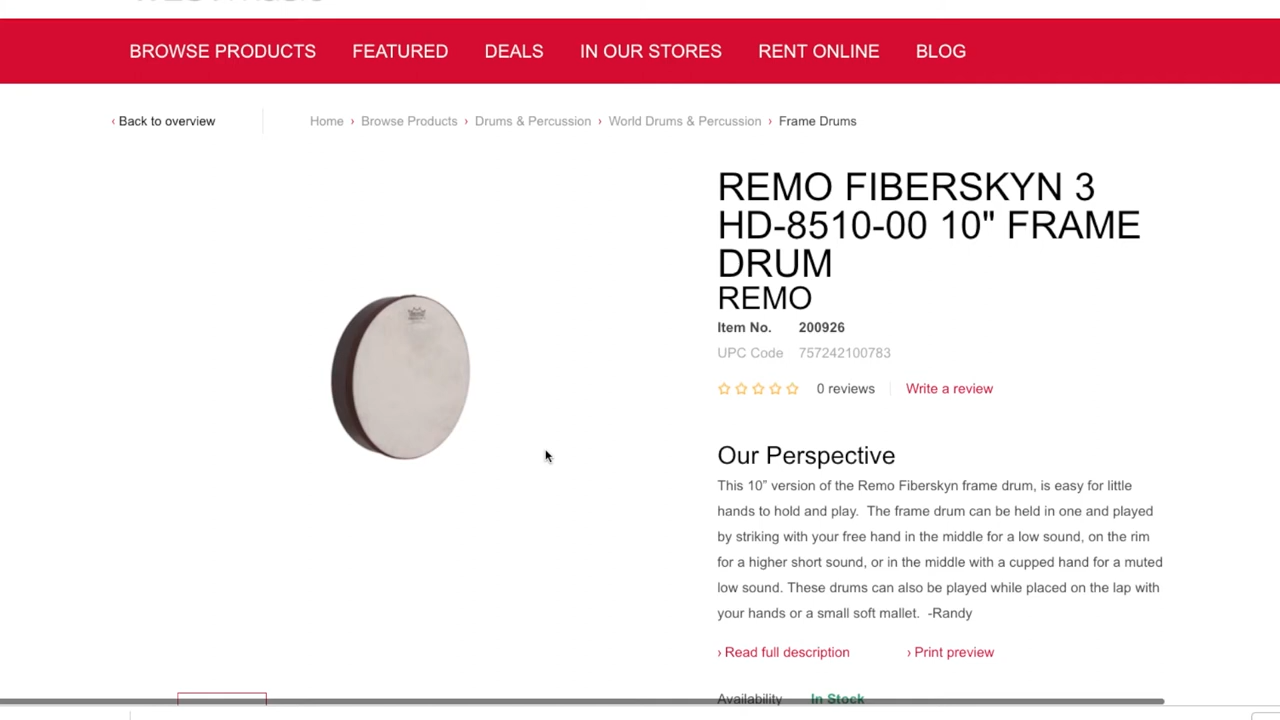 BROWSE PRODUCTS FEATURED DEALS IN OUR STORES RENT ONLINE BLOG
‹ Back to overview Home › Browse Products › Drums & Percussion › World Drums & Percussion › Frame Drums
REMO FIBERSKYN 3
HD-8510-00 10" FRAME
DRUM
REMO
Item No. 200926
UPC Code 757242100783
0 reviews Write a review
Our Perspective
This 10” version of the Remo Fiberskyn frame drum, is easy for little
hands to hold and play. The frame drum can be held in one and played
by striking with your free hand in the middle for a low sound, on the rim
for a higher short sound, or in the middle with a cupped hand for a muted
low sound. These drums can also be played while placed on the lap with
your hands or a small soft mallet. -Randy
› Read full description › Print preview
Availability In Stock